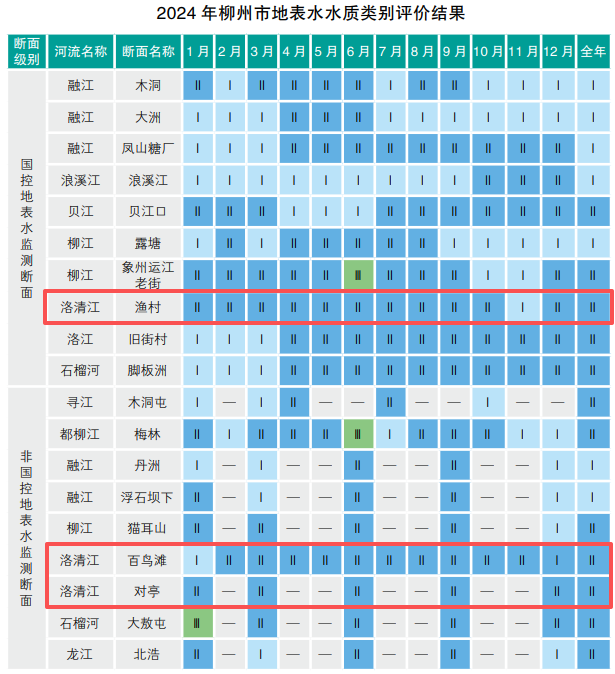 2024 年柳州市地表水水质类别评价结果
断面级别 河流名称 断面名称 1 月 2 月 3 月 4 月 5 月 6 月 7 月 8 月 9 月 10 月 11 月 12 月 全年
国控地表水监测断面
融江 木洞 Ⅱ Ⅰ Ⅱ Ⅱ Ⅱ Ⅱ Ⅰ Ⅱ Ⅱ Ⅰ Ⅰ Ⅰ Ⅰ
融江 大洲 Ⅰ Ⅰ Ⅰ Ⅱ Ⅱ Ⅱ Ⅰ Ⅰ Ⅰ Ⅰ Ⅰ Ⅰ Ⅰ
融江 凤山糖厂 Ⅰ Ⅰ Ⅰ Ⅱ Ⅱ Ⅱ Ⅱ Ⅱ Ⅱ Ⅱ Ⅱ Ⅱ Ⅰ
浪溪江 浪溪江 Ⅰ Ⅰ Ⅰ Ⅰ Ⅰ Ⅰ Ⅰ Ⅰ Ⅰ Ⅱ Ⅱ Ⅱ Ⅰ
贝江 贝江口 Ⅱ Ⅱ Ⅱ Ⅰ Ⅰ Ⅰ Ⅱ Ⅱ Ⅱ Ⅱ Ⅱ Ⅱ Ⅱ
柳江 露塘 Ⅰ Ⅱ Ⅰ Ⅱ Ⅱ Ⅱ Ⅱ Ⅱ Ⅰ Ⅰ Ⅰ Ⅰ Ⅰ
柳江 象州运江老街 Ⅱ Ⅱ Ⅱ Ⅱ Ⅱ Ⅲ Ⅱ Ⅱ Ⅱ Ⅰ Ⅰ Ⅱ Ⅱ
洛清江 渔村 Ⅱ Ⅱ Ⅱ Ⅱ Ⅱ Ⅱ Ⅱ Ⅱ Ⅱ Ⅱ Ⅰ Ⅱ Ⅱ
洛江 旧街村 Ⅰ Ⅰ Ⅰ Ⅱ Ⅱ Ⅱ Ⅱ Ⅱ Ⅱ Ⅱ Ⅱ Ⅱ Ⅱ
石榴河 脚板洲 Ⅰ Ⅰ Ⅰ Ⅱ Ⅱ Ⅱ Ⅱ Ⅱ Ⅱ Ⅱ Ⅱ Ⅱ Ⅱ
非国控地表水监测断面
寻江 木洞屯 Ⅰ — Ⅰ Ⅱ — — Ⅱ — — Ⅰ — — Ⅱ
都柳江 梅林 Ⅱ Ⅰ Ⅱ Ⅱ Ⅱ Ⅲ Ⅰ Ⅱ Ⅱ Ⅱ Ⅰ Ⅰ Ⅱ
融江 丹洲 Ⅰ — Ⅰ — — Ⅱ — — Ⅱ — — Ⅰ Ⅰ
融江 浮石坝下 Ⅱ — Ⅰ — — Ⅱ — — Ⅱ — — Ⅰ Ⅰ
柳江 猫耳山 Ⅱ — Ⅱ — — Ⅱ — — Ⅱ — — Ⅰ Ⅱ
洛清江 百鸟滩 Ⅰ Ⅱ Ⅱ Ⅱ Ⅱ Ⅱ Ⅱ Ⅱ Ⅱ Ⅱ Ⅱ Ⅰ Ⅱ
洛清江 对亭 Ⅱ — Ⅱ — — Ⅱ — — Ⅱ — — Ⅱ Ⅱ
石榴河 大敖屯 Ⅲ — Ⅱ — — Ⅱ — — Ⅱ — — Ⅱ Ⅱ
龙江 北浩 Ⅱ — Ⅰ — — Ⅱ — — Ⅱ — — Ⅰ Ⅱ